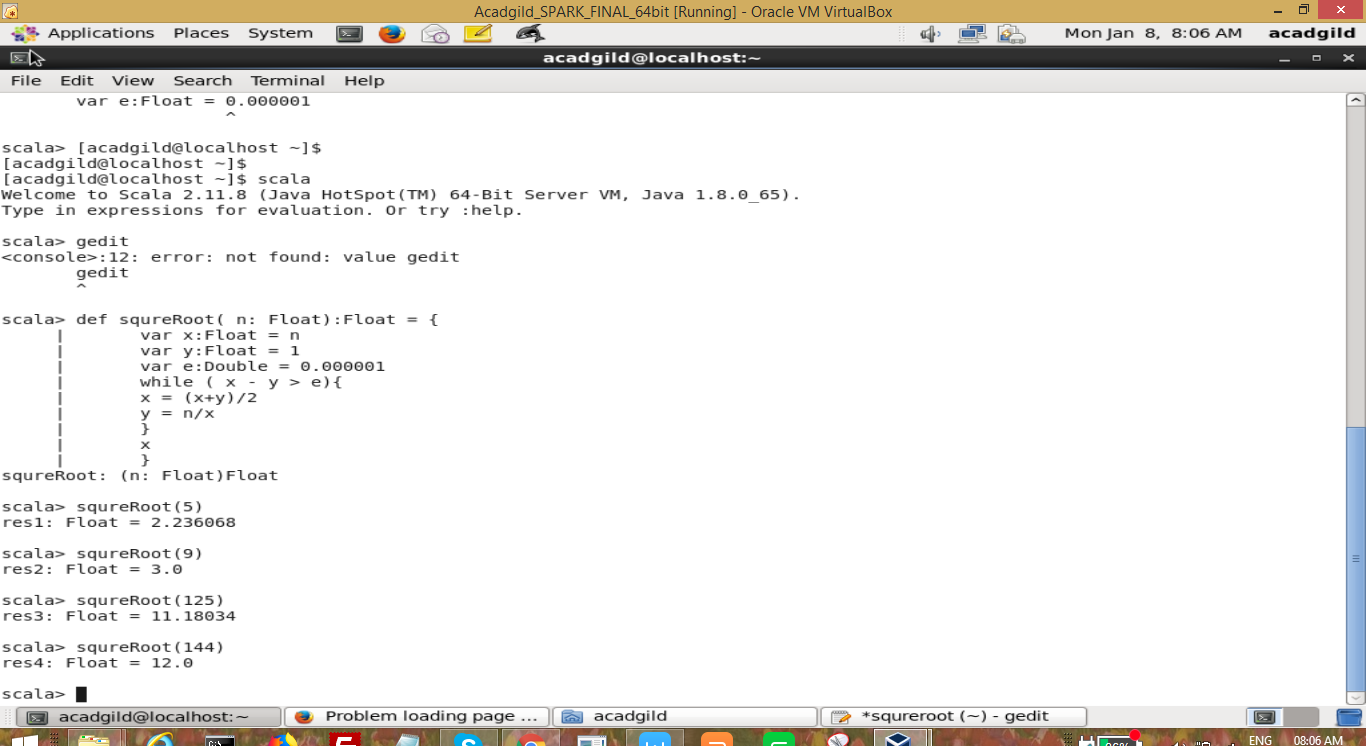 Acadgild_SPARK_FINAL_64bit [Running] - Oracle VM VirtualBox
Applications Places System Mon Jan 8, 8:06 AM acadgild
acadgild@localhost:~
File Edit View Search Terminal Help
var e:Float = 0.000001
^
scala> [acadgild@localhost ~]$
[acadgild@localhost ~]$
[acadgild@localhost ~]$ scala
Welcome to Scala 2.11.8 (Java HotSpot(TM) 64-Bit Server VM, Java 1.8.0_65).
Type in expressions for evaluation. Or try :help.
scala> gedit
<console>:12: error: not found: value gedit
gedit
^
scala> def squreRoot( n: Float):Float = {
| var x:Float = n
| var y:Float = 1
| var e:Double = 0.000001
| while ( x - y > e){
| x = (x+y)/2
| y = n/x
| }
| x
| }
squreRoot: (n: Float)Float
scala> squreRoot(5)
res1: Float = 2.236068
scala> squreRoot(9)
res2: Float = 3.0
scala> squreRoot(125)
res3: Float = 11.18034
scala> squreRoot(144)
res4: Float = 12.0
scala>
acadgild@localhost:~ Problem loading page ... acadgild *squreroot (~) - gedit
ENG 08:06 AM